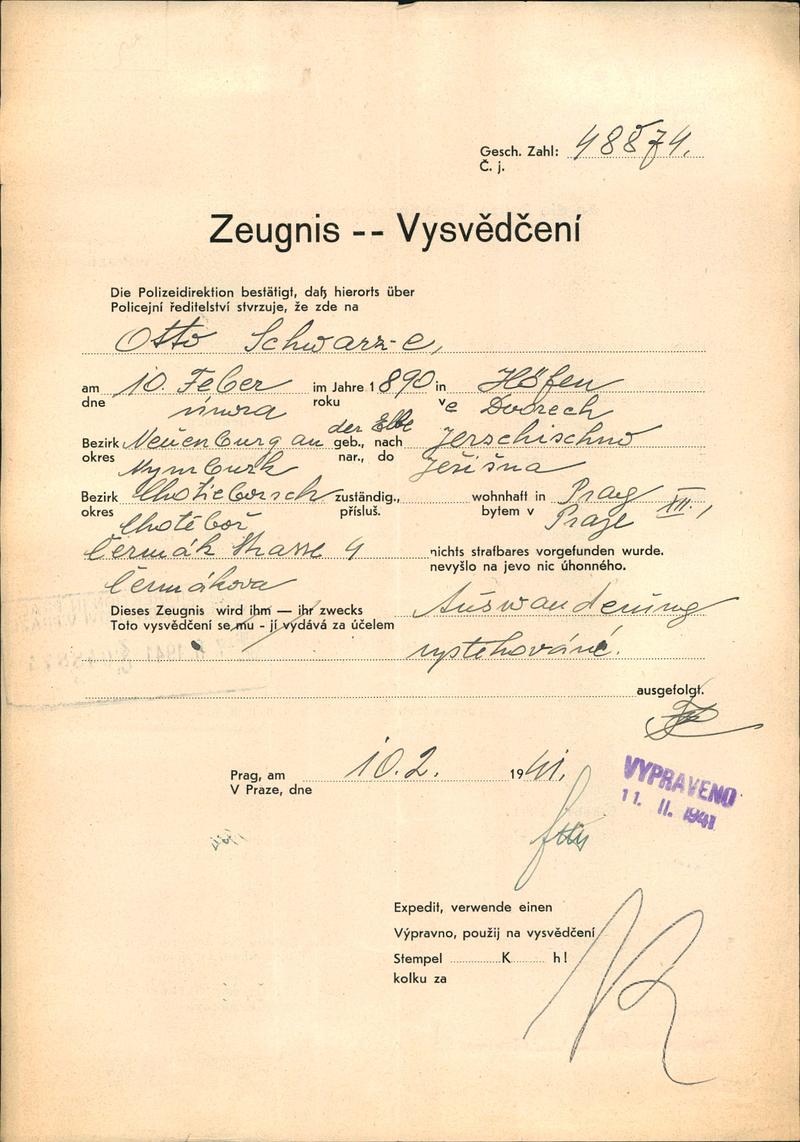 Gesch. Zahl: 48874.
Č. j.
Zeugnis -- Vysvědčení
Die Polizeidirektion bestätigt, daß hierorts über
Policejní ředitelství stvrzuje, že zde na
Otto Schwarz-e,
am 10. Feber im Jahre 1890 in Höfen
dne února roku ve Dvorech
Bezirk Neuenburg an der Elbe geb., nach Jerschischno
okres Nymburk nar., do Jeřišna
Bezirk Chotieborsch zuständig., wohnhaft in Prag XII.,
okres Chotěboř přísluš. bytem v Praze
Čermák Strasse 4 nichts strafbares vorgefunden wurde.
Čermákova nevyšlo na jevo nic úhonného.
Dieses Zeugnis wird ihm — ihr zwecks Auswanderung
Toto vysvědčení se mu - jí vydává za účelem vystěhování.
ausgefolgt.
Prag, am 10. 2. 1941.
V Praze, dne
VYPRAVENO
11. II. 1941
Expedit, verwende einen
Výpravno, použij na vysvědčení
Stempel K h!
kolku za